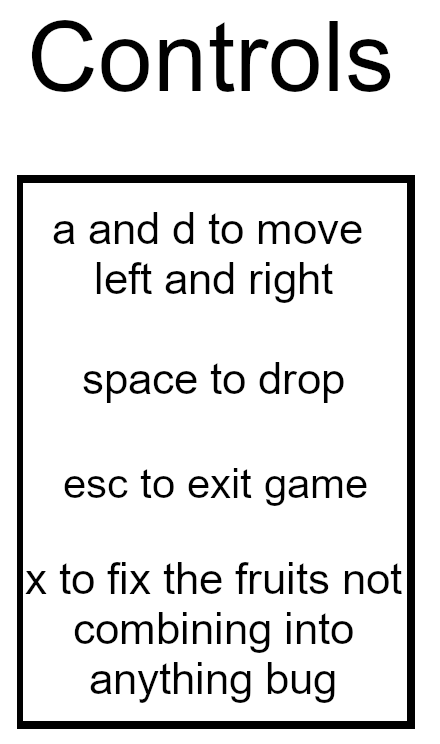 Controls
a and d to move
left and right
space to drop
esc to exit game
x to fix the fruits not
combining into
anything bug